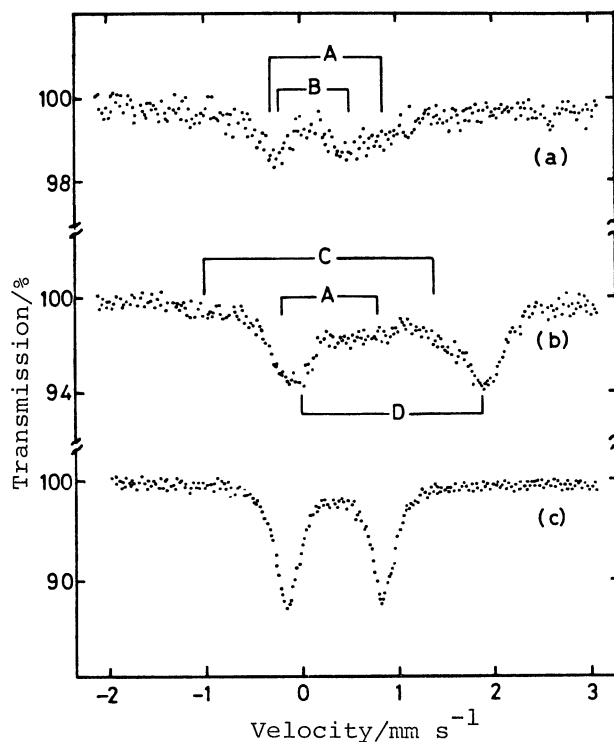 A
B
100
98
(a)
C
A
100
94
(b)
D
100
90
(c)
Transmission/%
-2
-1
0
1
2
3
Velocity/mm s⁻¹